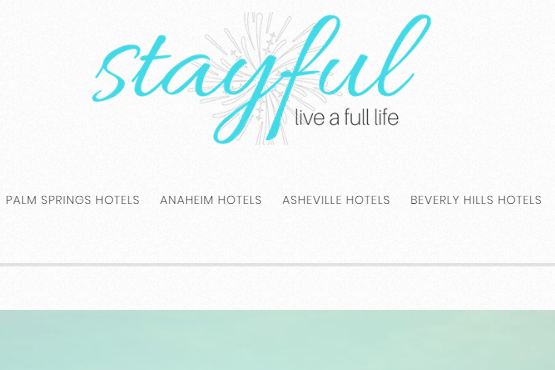 stayful
live a full life
PALM SPRINGS HOTELS ANAHEIM HOTELS ASHEVILLE HOTELS BEVERLY HILLS HOTELS